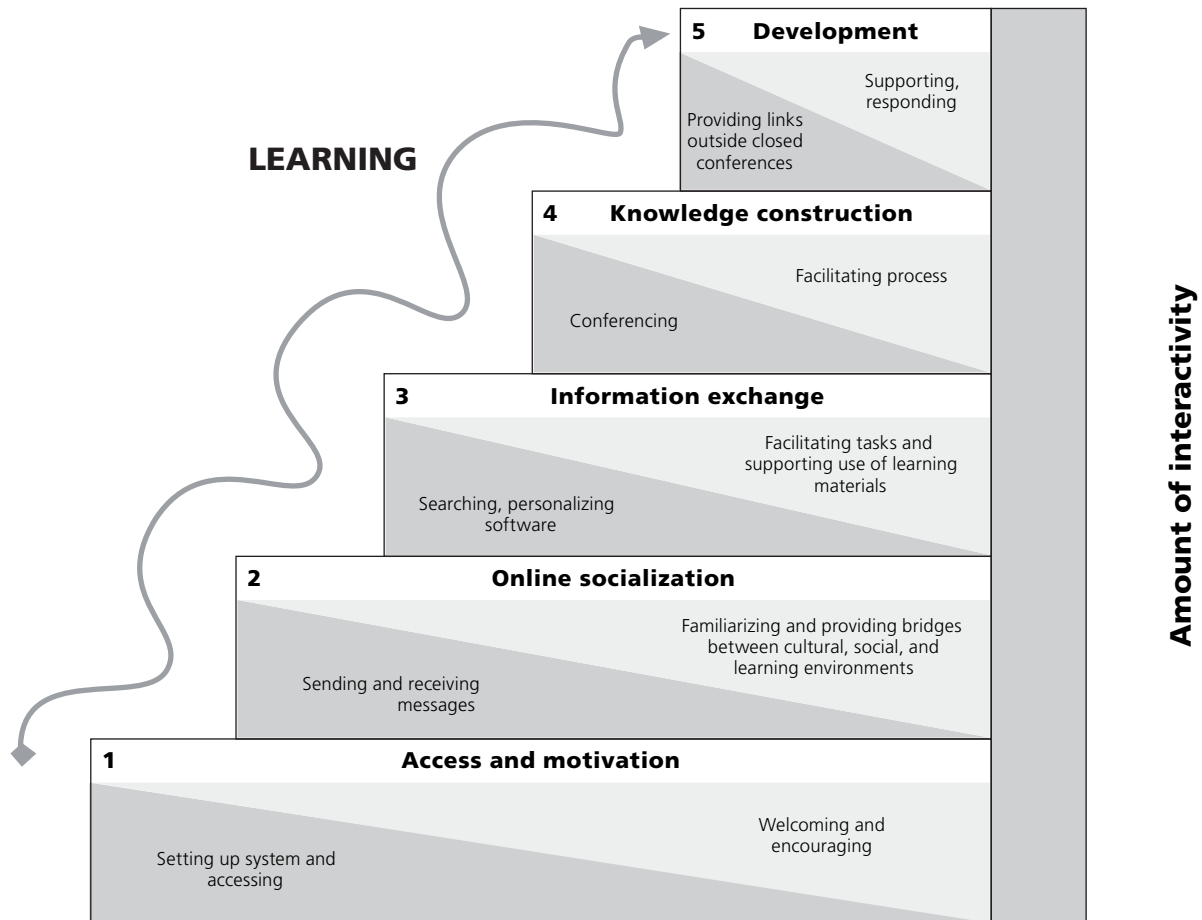 5 Development
Supporting,
responding
Providing links
outside closed
conferences
LEARNING
4 Knowledge construction
Facilitating process
Conferencing
3 Information exchange
Facilitating tasks and
supporting use of learning
materials
Searching, personalizing
software
2 Online socialization
Familiarizing and providing bridges
between cultural, social, and
learning environments
Sending and receiving
messages
1 Access and motivation
Welcoming and
encouraging
Setting up system and
accessing
Amount of interactivity